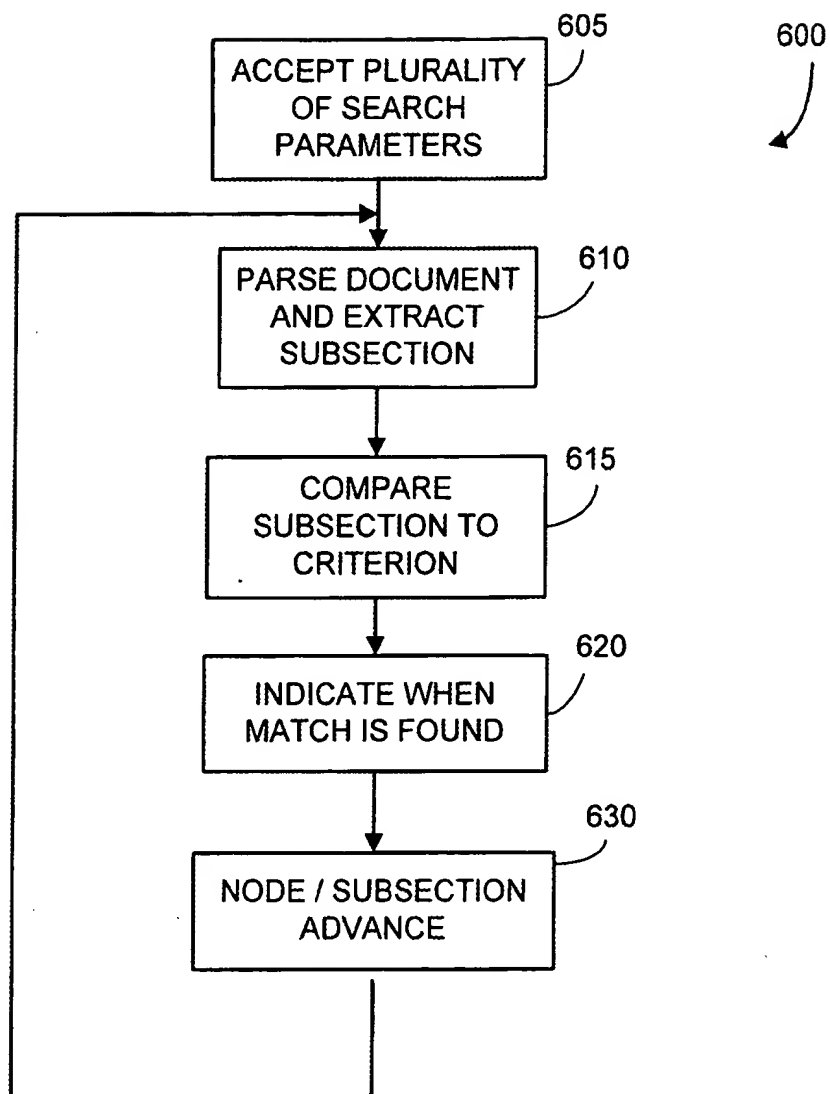 605
600
ACCEPT PLURALITY
OF SEARCH
PARAMETERS
610
PARSE DOCUMENT
AND EXTRACT
SUBSECTION
615
COMPARE
SUBSECTION TO
CRITERION
620
INDICATE WHEN
MATCH IS FOUND
630
NODE / SUBSECTION
ADVANCE